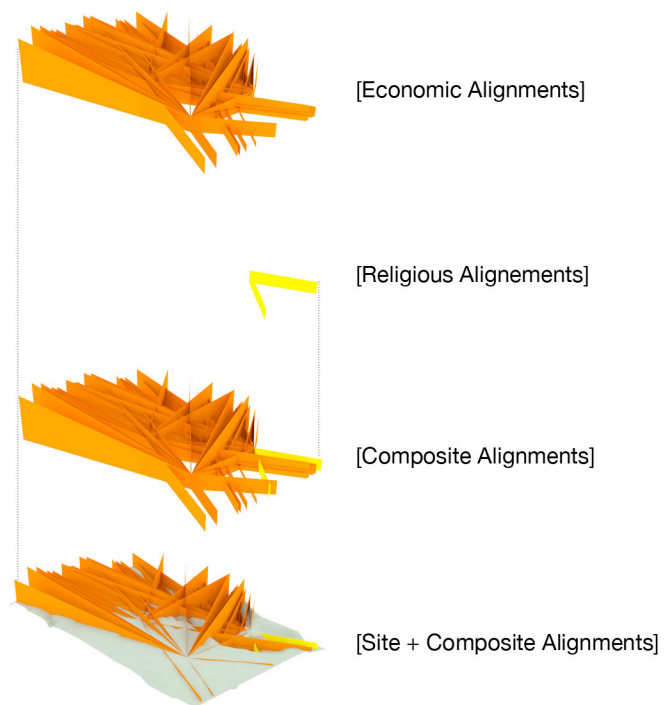 [Economic Alignments]
[Religious Alignements]
[Composite Alignments]
[Site + Composite Alignments]